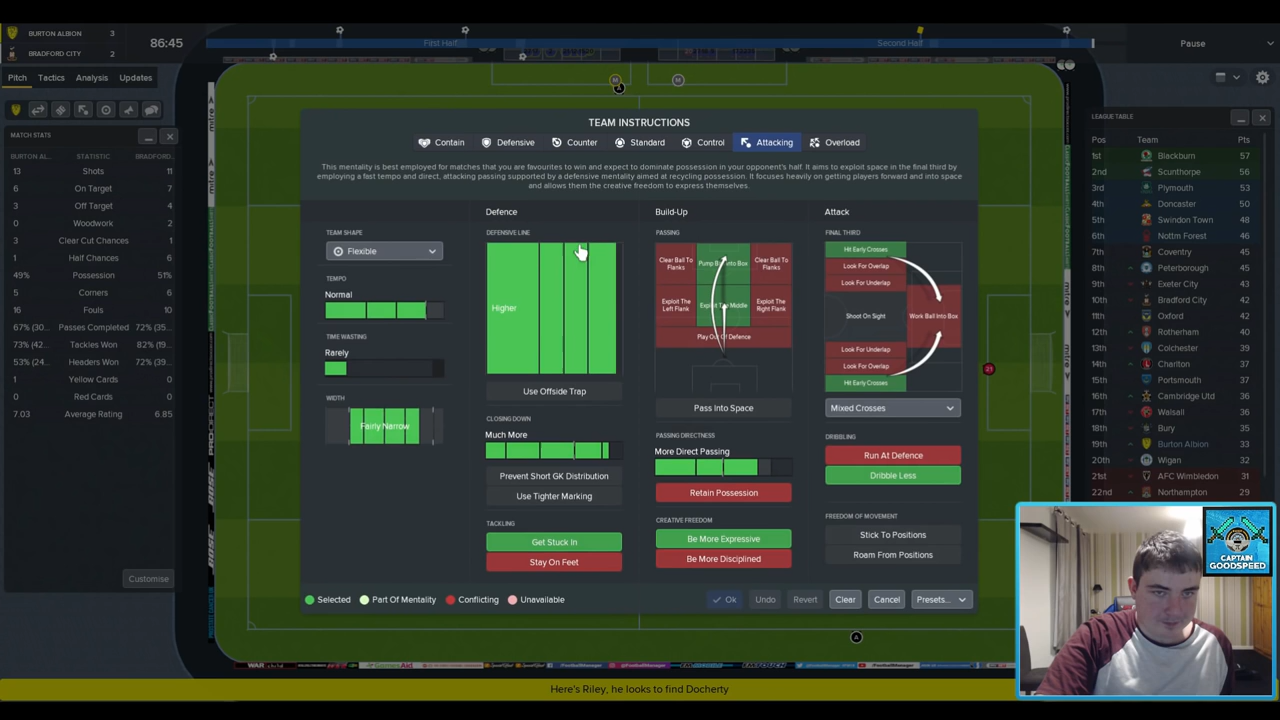 BURTON ALBION 3
BRADFORD CITY 2
86:45
First Half
Second Half
Pause
Pitch Tactics Analysis Updates
MATCH STATS
BURTON AL... STATISTIC BRADFORD...
13 Shots 11
6 On Target 7
3 Off Target 4
0 Woodwork 2
3 Clear Cut Chances 1
1 Half Chances 6
49% Possession 51%
5 Corners 6
16 Fouls 10
67% (30... Passes Completed 72% (35...
73% (42... Tackles Won 82% (19...
53% (24... Headers Won 72% (39...
1 Yellow Cards 0
0 Red Cards 0
7.03 Average Rating 6.85
Customise
TEAM INSTRUCTIONS
Contain Defensive Counter Standard Control Attacking Overload
This mentality is best employed for matches that you are favourites to win and expect to dominate possession in your opponent's half. It aims to exploit space in the final third by
employing a fast tempo and direct, attacking passing supported by a defensive mentality aimed at recycling possession. It focuses heavily on getting players forward and into space
and allows them the creative freedom to express themselves.
TEAM SHAPE
Flexible
TEMPO
Normal
TIME WASTING
Rarely
WIDTH
Fairly Narrow
Defence
DEFENSIVE LINE
Higher
Use Offside Trap
CLOSING DOWN
Much More
Prevent Short GK Distribution
Use Tighter Marking
TACKLING
Get Stuck In
Stay On Feet
Build-Up
PASSING
Clear Ball To Flanks
Pump Ball Into Box
Clear Ball To Flanks
Exploit The Left Flank
Exploit The Middle
Exploit The Right Flank
Play Out Of Defence
Pass Into Space
PASSING DIRECTNESS
More Direct Passing
Retain Possession
CREATIVE FREEDOM
Be More Expressive
Be More Disciplined
Attack
FINAL THIRD
Hit Early Crosses
Look For Overlap
Look For Underlap
Shoot On Sight
Work Ball Into Box
Look For Underlap
Look For Overlap
Hit Early Crosses
Mixed Crosses
DRIBBLING
Run At Defence
Dribble Less
FREEDOM OF MOVEMENT
Stick To Positions
Roam From Positions
Selected Part Of Mentality Conflicting Unavailable
Ok Undo Revert Clear Cancel Presets...
LEAGUE TABLE
Pos Team Pts
1st Blackburn 57
2nd Scunthorpe 56
3rd Plymouth 52
4th Doncaster 50
5th Swindon Town 48
6th Nottm Forest 46
7th Coventry 45
8th Peterborough 45
9th Exeter City 43
10th Bradford City 42
11th Oxford 42
12th Rotherham 40
13th Colchester 39
14th Charlton 37
15th Portsmouth 37
16th Cambridge Utd 36
17th Walsall 36
18th Bury 35
19th Burton Albion 33
20th Wigan 32
21st AFC Wimbledon 31
22nd Northampton 29
21
CAPTAIN
GOODSPEED
Here's Riley, he looks to find Docherty